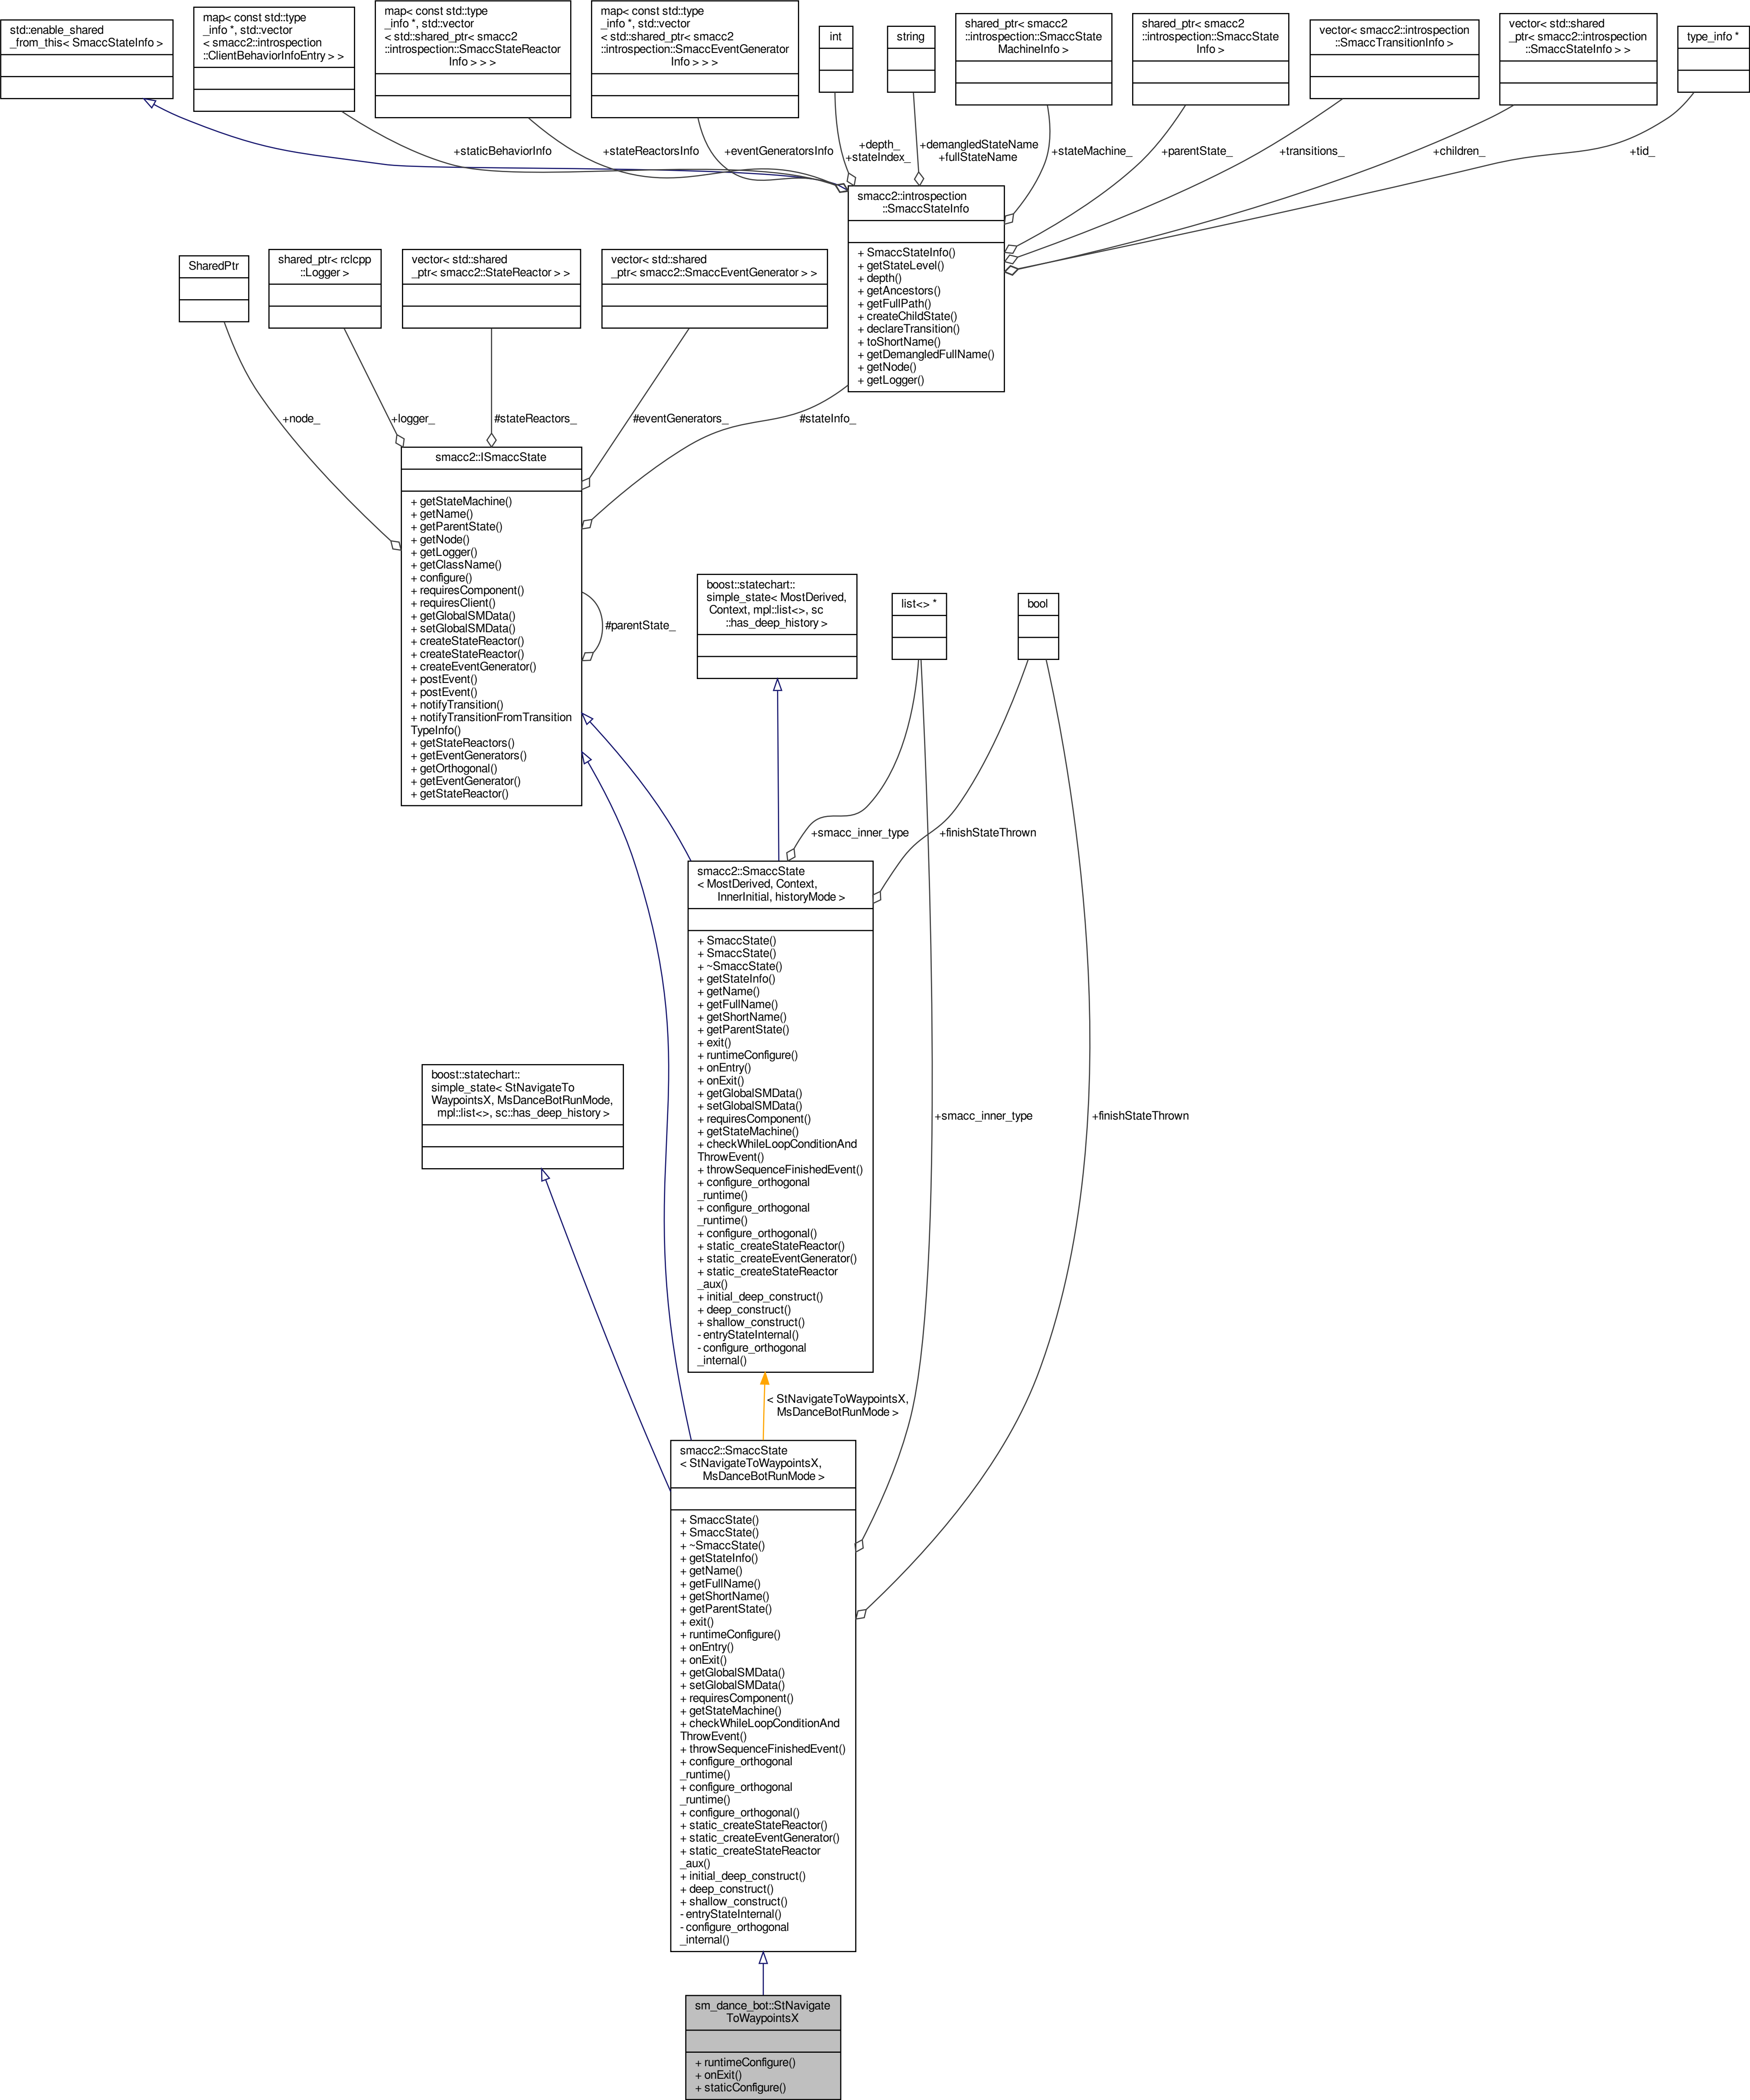 std::enable_shared
_from_this< SmaccStateInfo >
map< const std::type
_info *, std::vector
< smacc2::introspection
::ClientBehaviorInfoEntry > >
map< const std::type
_info *, std::vector
< std::shared_ptr< smacc2
::introspection::SmaccStateReactor
Info > > >
map< const std::type
_info *, std::vector
< std::shared_ptr< smacc2
::introspection::SmaccEventGenerator
Info > > >
int
string
shared_ptr< smacc2
::introspection::SmaccState
MachineInfo >
shared_ptr< smacc2
::introspection::SmaccState
Info >
vector< smacc2::introspection
::SmaccTransitionInfo >
vector< std::shared
_ptr< smacc2::introspection
::SmaccStateInfo > >
type_info *
+staticBehaviorInfo
+stateReactorsInfo
+eventGeneratorsInfo
+depth_
+stateIndex_
+demangledStateName
+fullStateName
+stateMachine_
+parentState_
+transitions_
+children_
+tid_
smacc2::introspection
::SmaccStateInfo
+ SmaccStateInfo()
+ getStateLevel()
+ depth()
+ getAncestors()
+ getFullPath()
+ createChildState()
+ declareTransition()
+ toShortName()
+ getDemangledFullName()
+ getNode()
+ getLogger()
SharedPtr
shared_ptr< rclcpp
::Logger >
vector< std::shared
_ptr< smacc2::StateReactor > >
vector< std::shared
_ptr< smacc2::SmaccEventGenerator > >
+node_
+logger_
#stateReactors_
#eventGenerators_
#stateInfo_
smacc2::ISmaccState
+ getStateMachine()
+ getName()
+ getParentState()
+ getNode()
+ getLogger()
+ getClassName()
+ configure()
+ requiresComponent()
+ requiresClient()
+ getGlobalSMData()
+ setGlobalSMData()
+ createStateReactor()
+ createStateReactor()
+ createEventGenerator()
+ postEvent()
+ postEvent()
+ notifyTransition()
+ notifyTransitionFromTransition
TypeInfo()
+ getStateReactors()
+ getEventGenerators()
+ getOrthogonal()
+ getEventGenerator()
+ getStateReactor()
#parentState_
boost::statechart::
simple_state< MostDerived,
Context, mpl::list<>, sc
::has_deep_history >
list<> *
bool
+smacc_inner_type
+finishStateThrown
smacc2::SmaccState
< MostDerived, Context,
InnerInitial, historyMode >
+ SmaccState()
+ SmaccState()
+ ~SmaccState()
+ getStateInfo()
+ getName()
+ getFullName()
+ getShortName()
+ getParentState()
+ exit()
+ runtimeConfigure()
+ onEntry()
+ onExit()
+ getGlobalSMData()
+ setGlobalSMData()
+ requiresComponent()
+ getStateMachine()
+ checkWhileLoopConditionAnd
ThrowEvent()
+ throwSequenceFinishedEvent()
+ configure_orthogonal
_runtime()
+ configure_orthogonal
_runtime()
+ configure_orthogonal()
+ static_createStateReactor()
+ static_createEventGenerator()
+ static_createStateReactor
_aux()
+ initial_deep_construct()
+ deep_construct()
+ shallow_construct()
- entryStateInternal()
- configure_orthogonal
_internal()
boost::statechart::
simple_state< StNavigateTo
WaypointsX, MsDanceBotRunMode,
mpl::list<>, sc::has_deep_history >
+smacc_inner_type
+finishStateThrown
< StNavigateToWaypointsX,
MsDanceBotRunMode >
smacc2::SmaccState
< StNavigateToWaypointsX,
MsDanceBotRunMode >
+ SmaccState()
+ SmaccState()
+ ~SmaccState()
+ getStateInfo()
+ getName()
+ getFullName()
+ getShortName()
+ getParentState()
+ exit()
+ runtimeConfigure()
+ onEntry()
+ onExit()
+ getGlobalSMData()
+ setGlobalSMData()
+ requiresComponent()
+ getStateMachine()
+ checkWhileLoopConditionAnd
ThrowEvent()
+ throwSequenceFinishedEvent()
+ configure_orthogonal
_runtime()
+ configure_orthogonal
_runtime()
+ configure_orthogonal()
+ static_createStateReactor()
+ static_createEventGenerator()
+ static_createStateReactor
_aux()
+ initial_deep_construct()
+ deep_construct()
+ shallow_construct()
- entryStateInternal()
- configure_orthogonal
_internal()
sm_dance_bot::StNavigate
ToWaypointsX
+ runtimeConfigure()
+ onExit()
+ staticConfigure()